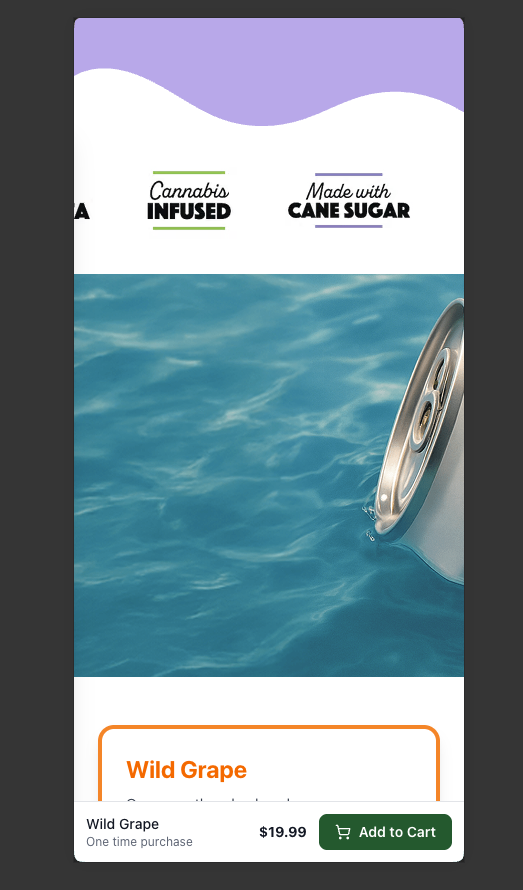 Cannabis
INFUSED
Made with
CANE SUGAR
Wild Grape
Wild Grape
One time purchase
$19.99
Add to Cart